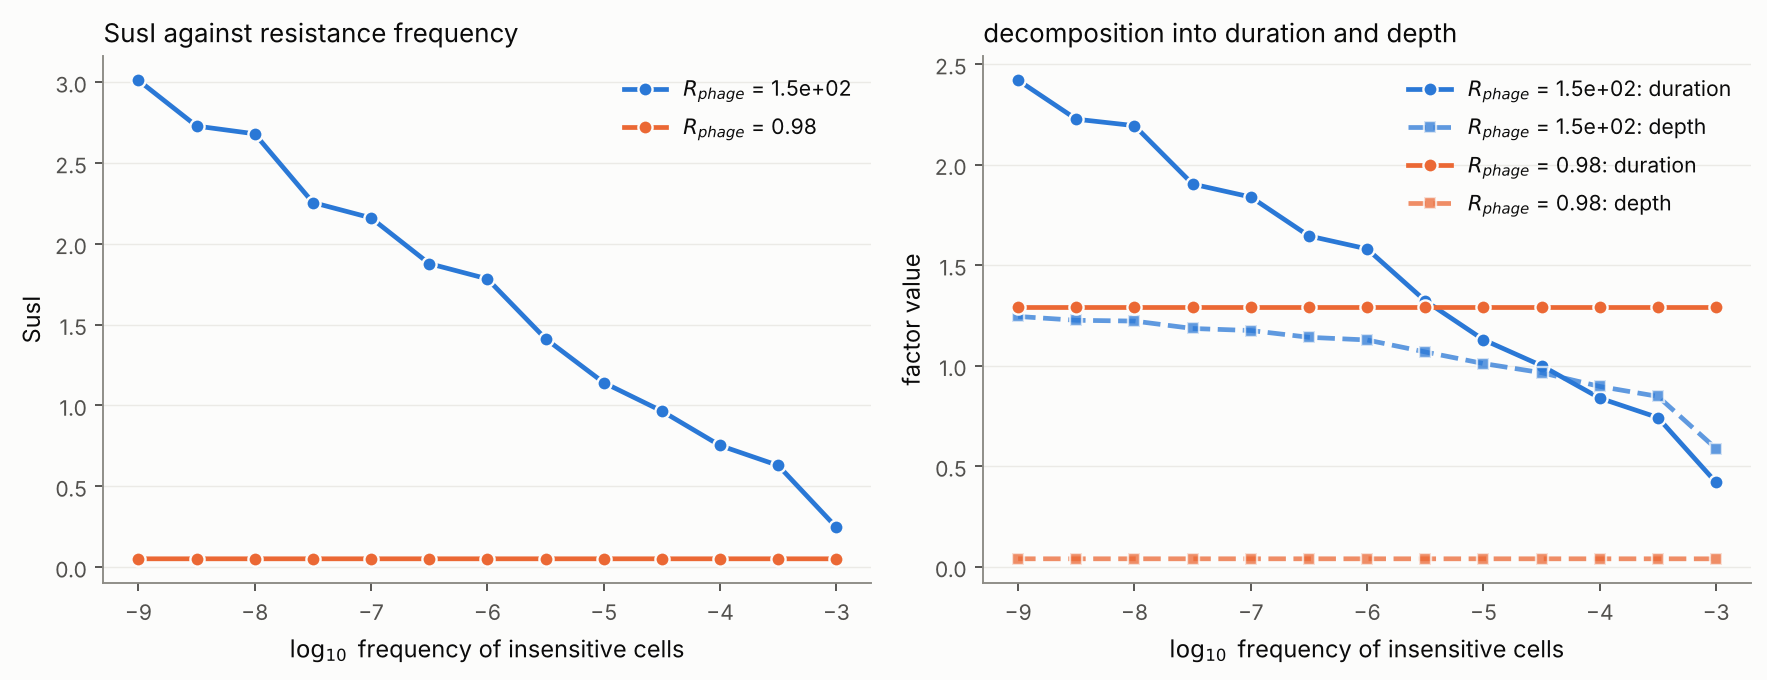 SusI against resistance frequency
SusI
3.0
2.5
2.0
1.5
1.0
0.5
0.0
R_phage = 1.5e+02
R_phage = 0.98
−9 −8 −7 −6 −5 −4 −3
log₁₀ frequency of insensitive cells
decomposition into duration and depth
factor value
2.5
2.0
1.5
1.0
0.5
0.0
R_phage = 1.5e+02: duration
R_phage = 1.5e+02: depth
R_phage = 0.98: duration
R_phage = 0.98: depth
−9 −8 −7 −6 −5 −4 −3
log₁₀ frequency of insensitive cells